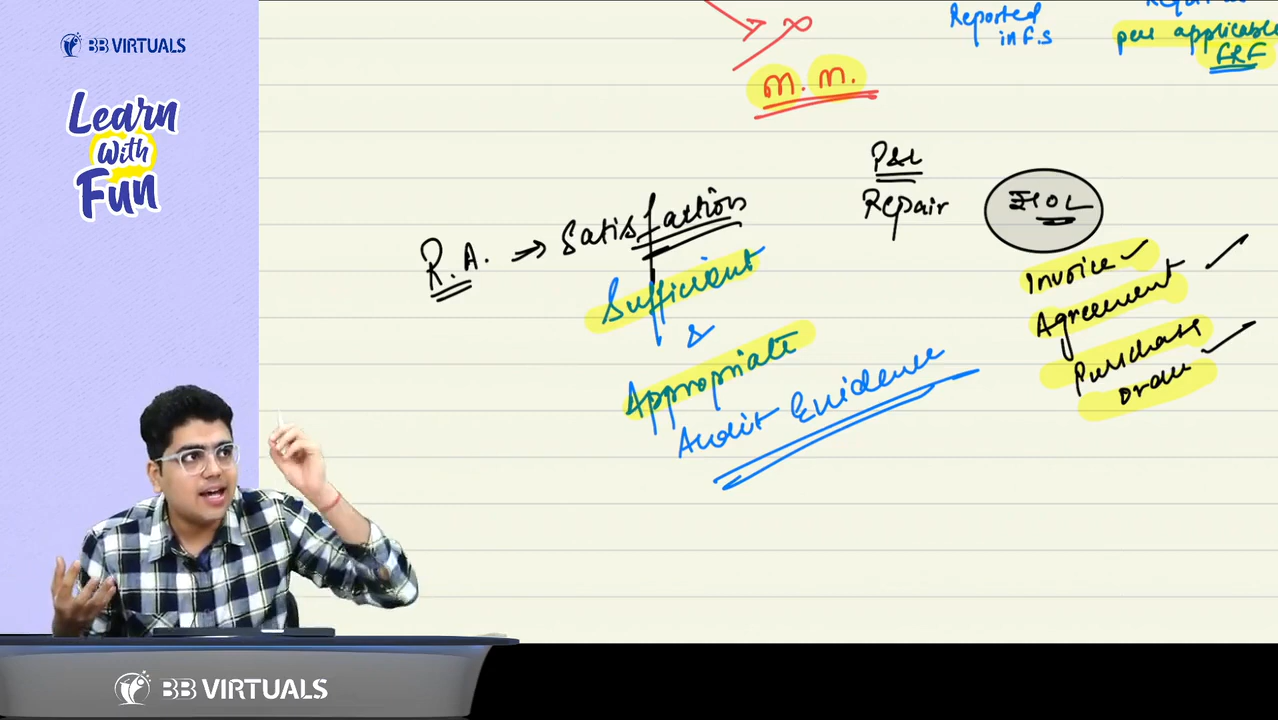 BB VIRTUALS
Learn
with
Fun
∞
M. M.
Reported
in F.S
per applicable
FRF
P&L
Repair
₹10L
R.A. → Satisfaction
Sufficient
&
Appropriate
Audit Evidence
Invoice ✓
Agreement ✓
Purchase
order ✓
BB VIRTUALS